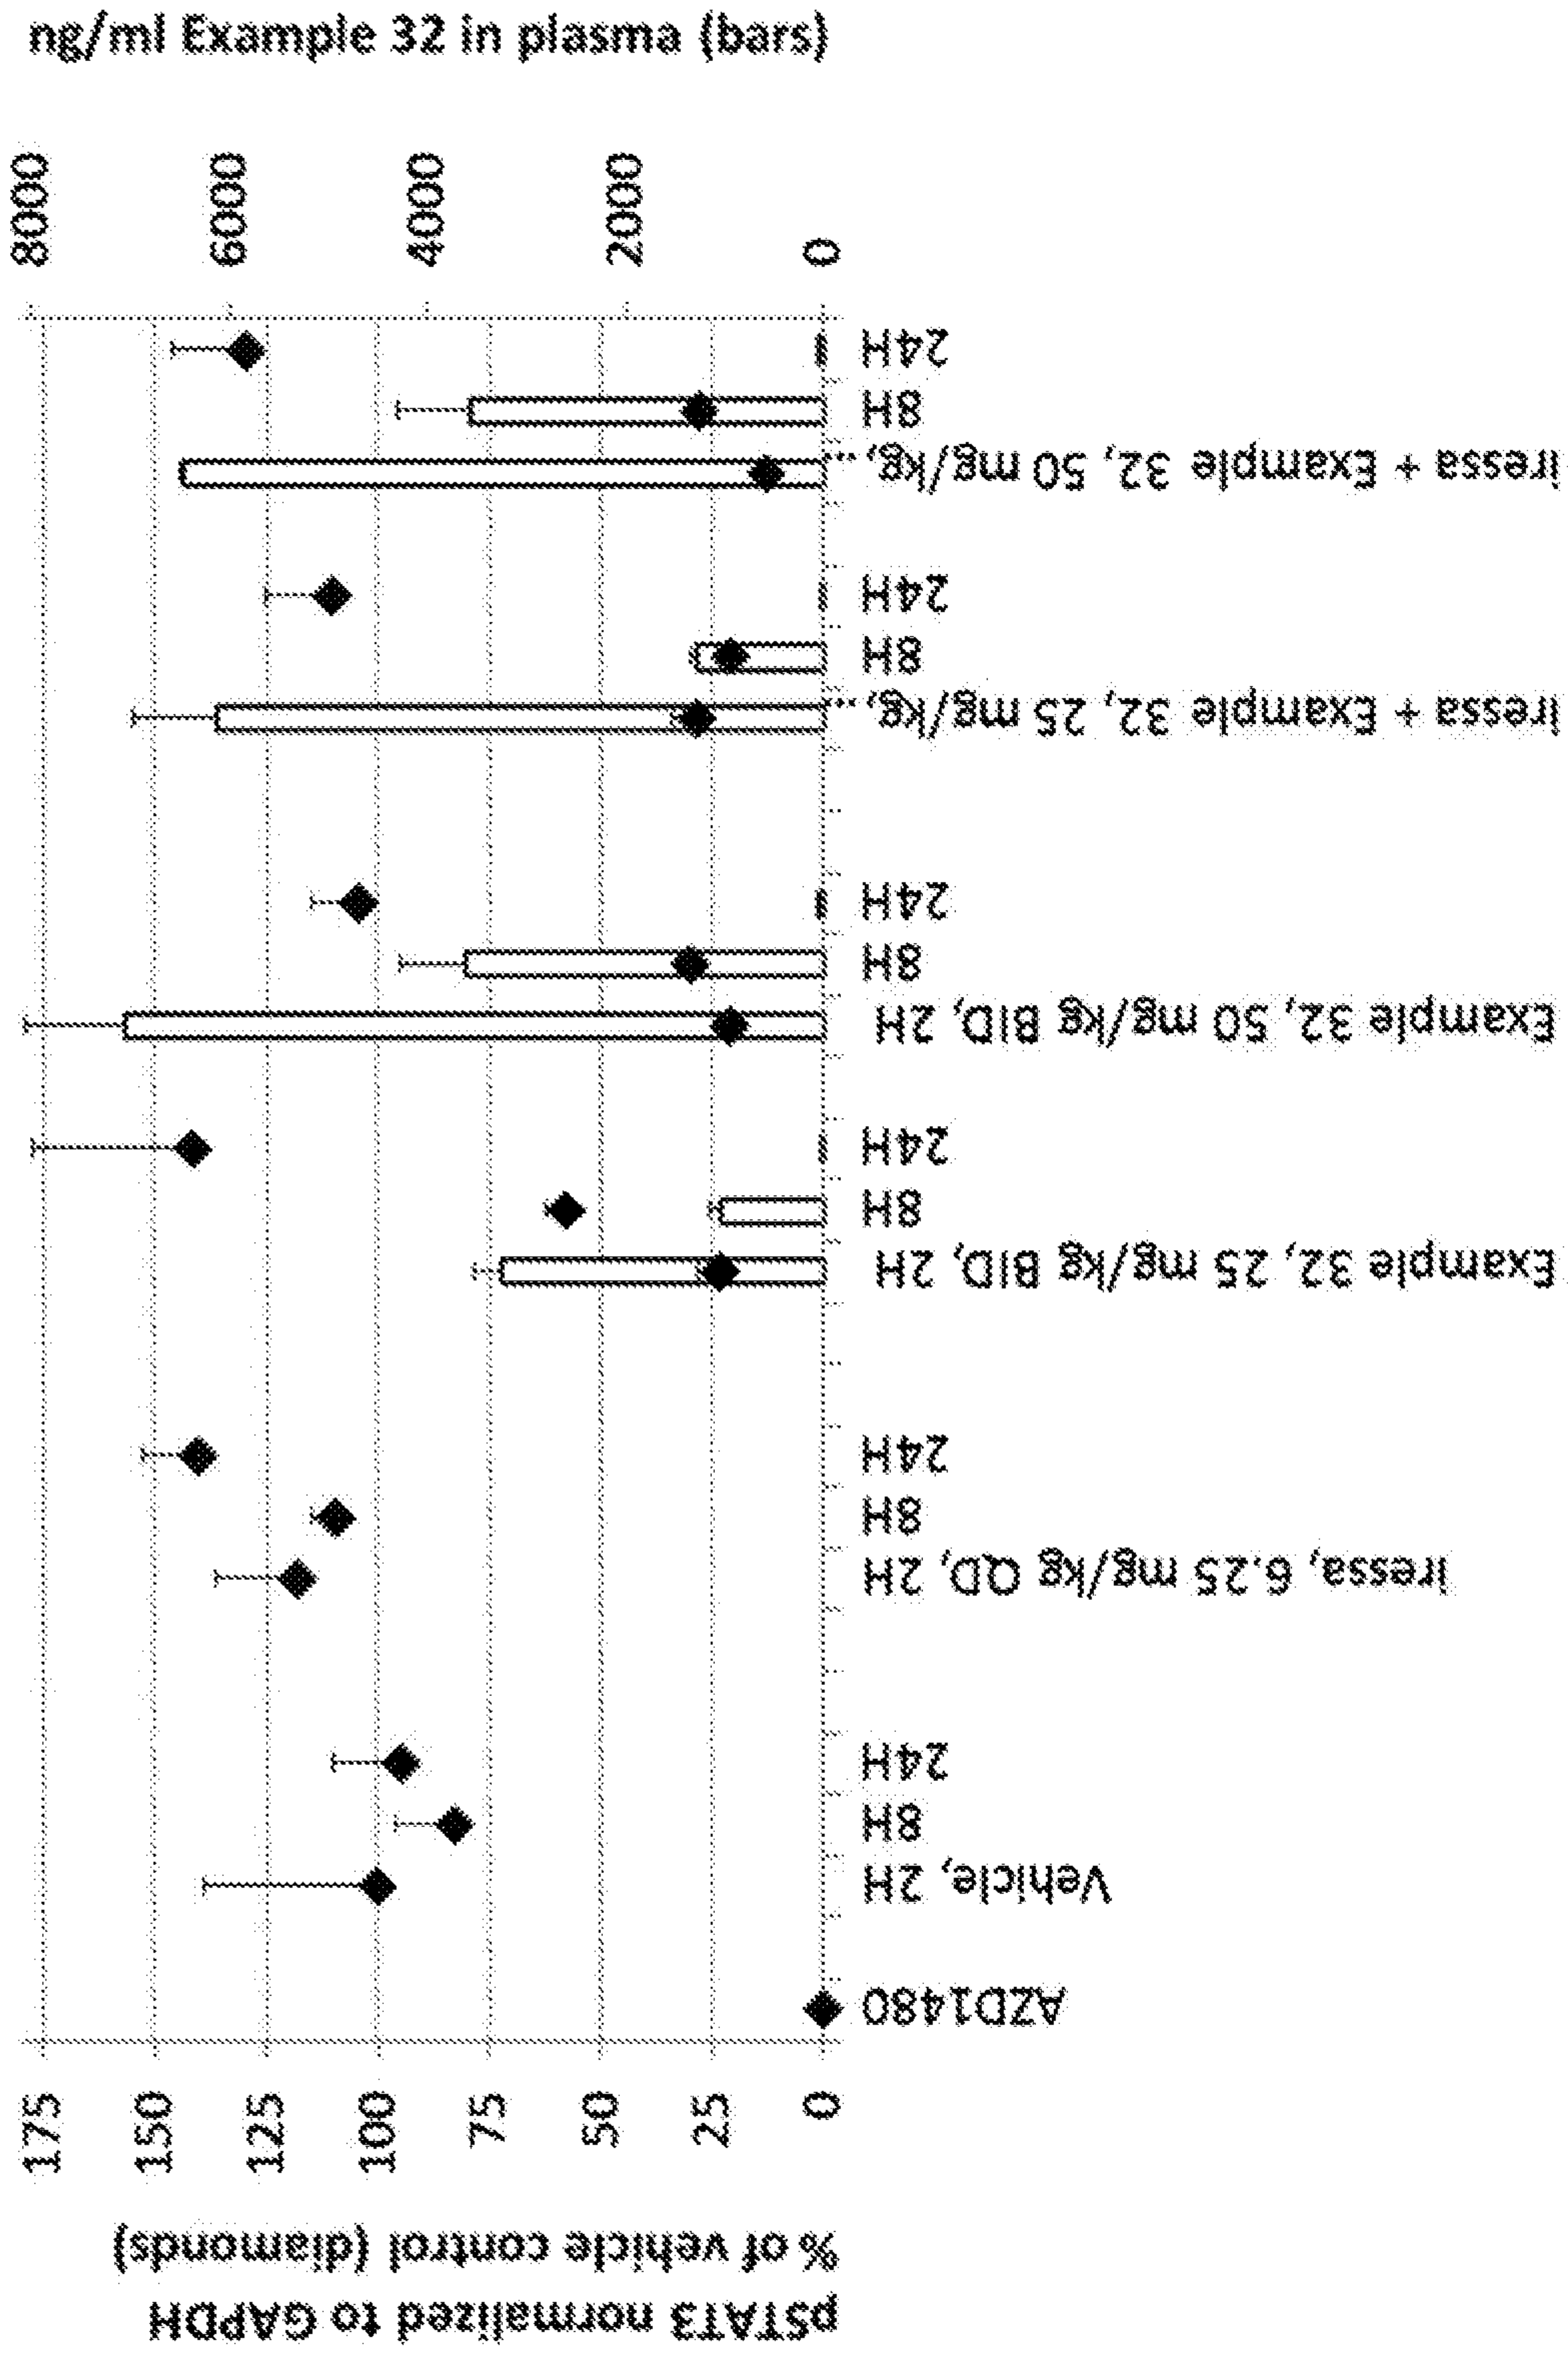 pSTAT3 normalized to GAPDH
% of vehicle control (diamonds)
175
150
125
100
75
50
25
0
AZD1480
Vehicle, 2H
8H
24H
iressa, 6.25 mg/kg QD, 2H
8H
24H
Example 32, 25 mg/kg BID, 2H
8H
24H
Example 32, 50 mg/kg BID, 2H
8H
24H
iressa + Example 32, 25 mg/kg,...
8H
24H
iressa + Example 32, 50 mg/kg,...
8H
24H
8000
6000
4000
2000
0
ng/ml Example 32 in plasma (bars)